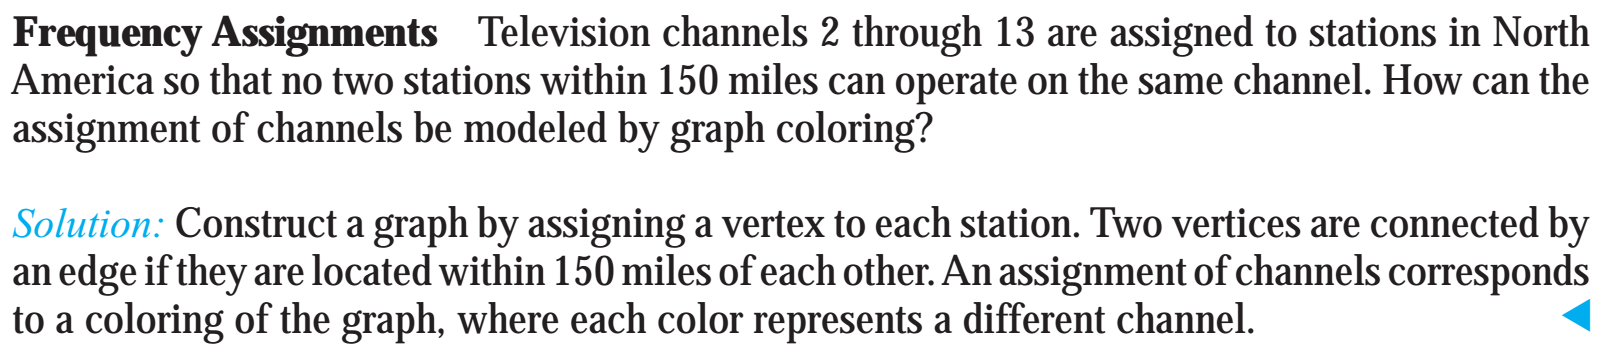 Frequency Assignments Television channels 2 through 13 are assigned to stations in North
America so that no two stations within 150 miles can operate on the same channel. How can the
assignment of channels be modeled by graph coloring?
Solution: Construct a graph by assigning a vertex to each station. Two vertices are connected by
an edge if they are located within 150 miles of each other. An assignment of channels corresponds
to a coloring of the graph, where each color represents a different channel.